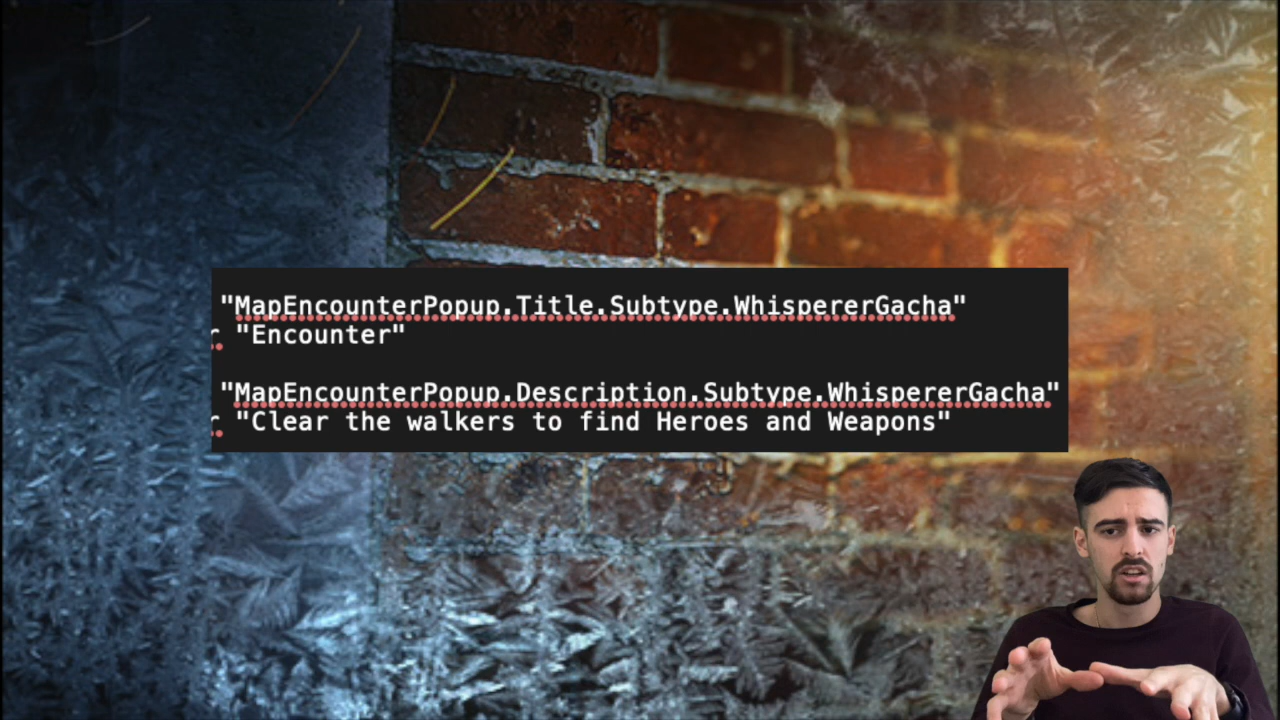 "MapEncounterPopup.Title.Subtype.WhispererGacha"
"Encounter"
"MapEncounterPopup.Description.Subtype.WhispererGacha"
"Clear the walkers to find Heroes and Weapons"